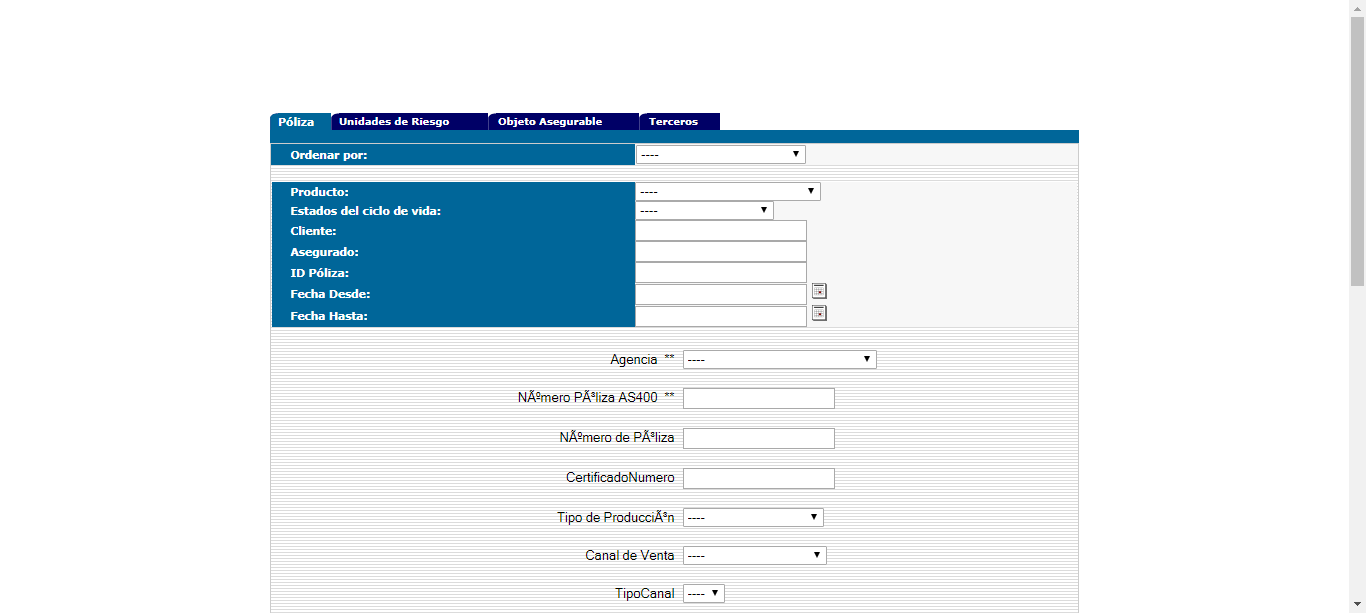 Póliza Unidades de Riesgo Objeto Asegurable Terceros
Ordenar por: ----
Producto: ----
Estados del ciclo de vida: ----
Cliente:
Asegurado:
ID Póliza:
Fecha Desde:
Fecha Hasta:
Agencia ** ----
NÃºmero PÃ³liza AS400 **
NÃºmero de PÃ³liza
CertificadoNumero
Tipo de ProducciÃ³n ----
Canal de Venta ----
TipoCanal ----